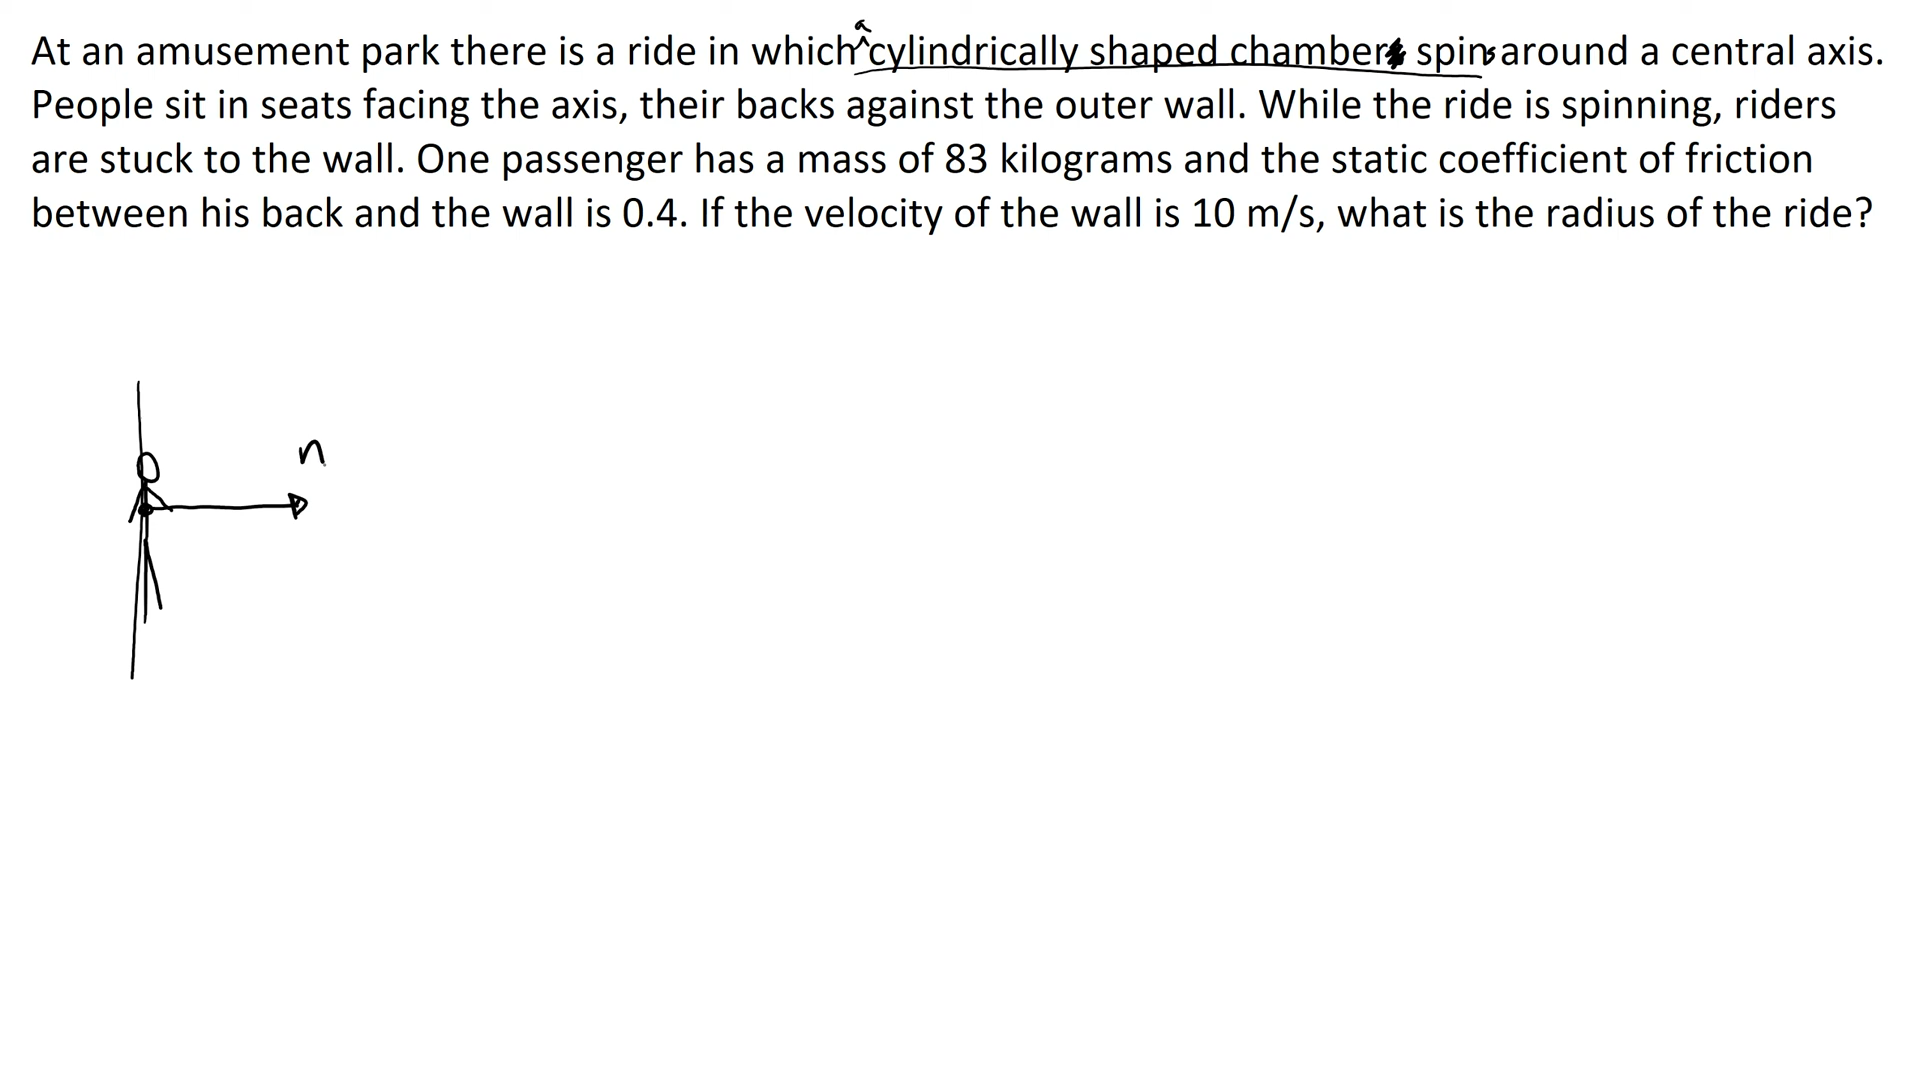 At an amusement park there is a ride in which ^a cylindrically shaped chamber spins around a central axis.
People sit in seats facing the axis, their backs against the outer wall. While the ride is spinning, riders
are stuck to the wall. One passenger has a mass of 83 kilograms and the static coefficient of friction
between his back and the wall is 0.4. If the velocity of the wall is 10 m/s, what is the radius of the ride?
n